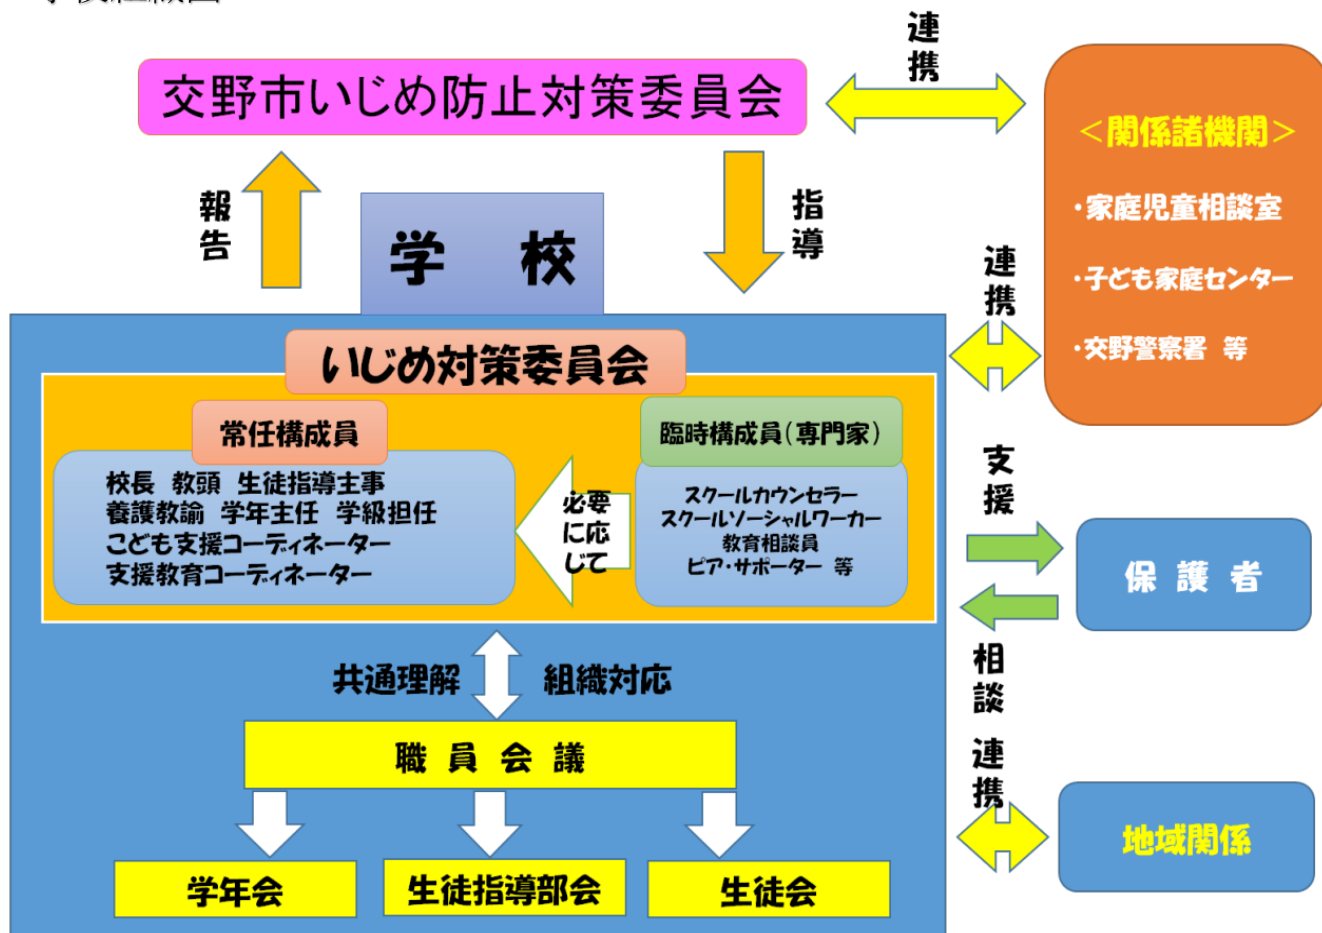 連携
交野市いじめ防止対策委員会
＜関係諸機関＞
・家庭児童相談室
・子ども家庭センター
・交野警察署 等
報告
指導
学 校
連携
いじめ対策委員会
常任構成員
校長 教頭 生徒指導主事
養護教諭 学年主任 学級担任
こども支援コーディネーター
支援教育コーディネーター
必要
に応
じて
臨時構成員（専門家）
スクールカウンセラー
スクールソーシャルワーカー
教育相談員
ピア・サポーター 等
支援
保 護 者
相談
共通理解
組織対応
職 員 会 議
連携
地域関係
学年会
生徒指導部会
生徒会